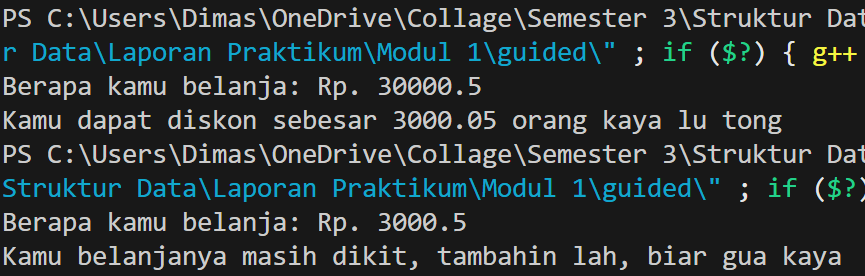 PS C:\Users\Dimas\OneDrive\Collage\Semester 3\Struktur Dat
r Data\Laporan Praktikum\Modul 1\guided\" ; if ($?) { g++
Berapa kamu belanja: Rp. 30000.5
Kamu dapat diskon sebesar 3000.05 orang kaya lu tong
PS C:\Users\Dimas\OneDrive\Collage\Semester 3\Struktur Dat
Struktur Data\Laporan Praktikum\Modul 1\guided\" ; if ($?)
Berapa kamu belanja: Rp. 3000.5
Kamu belanjanya masih dikit, tambahin lah, biar gua kaya